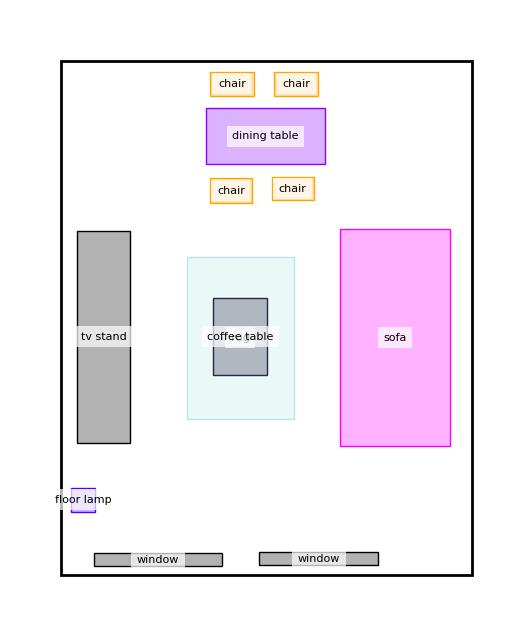 chair
chair
dining table
chair
chair
tv stand
coffee table
sofa
floor lamp
window
window